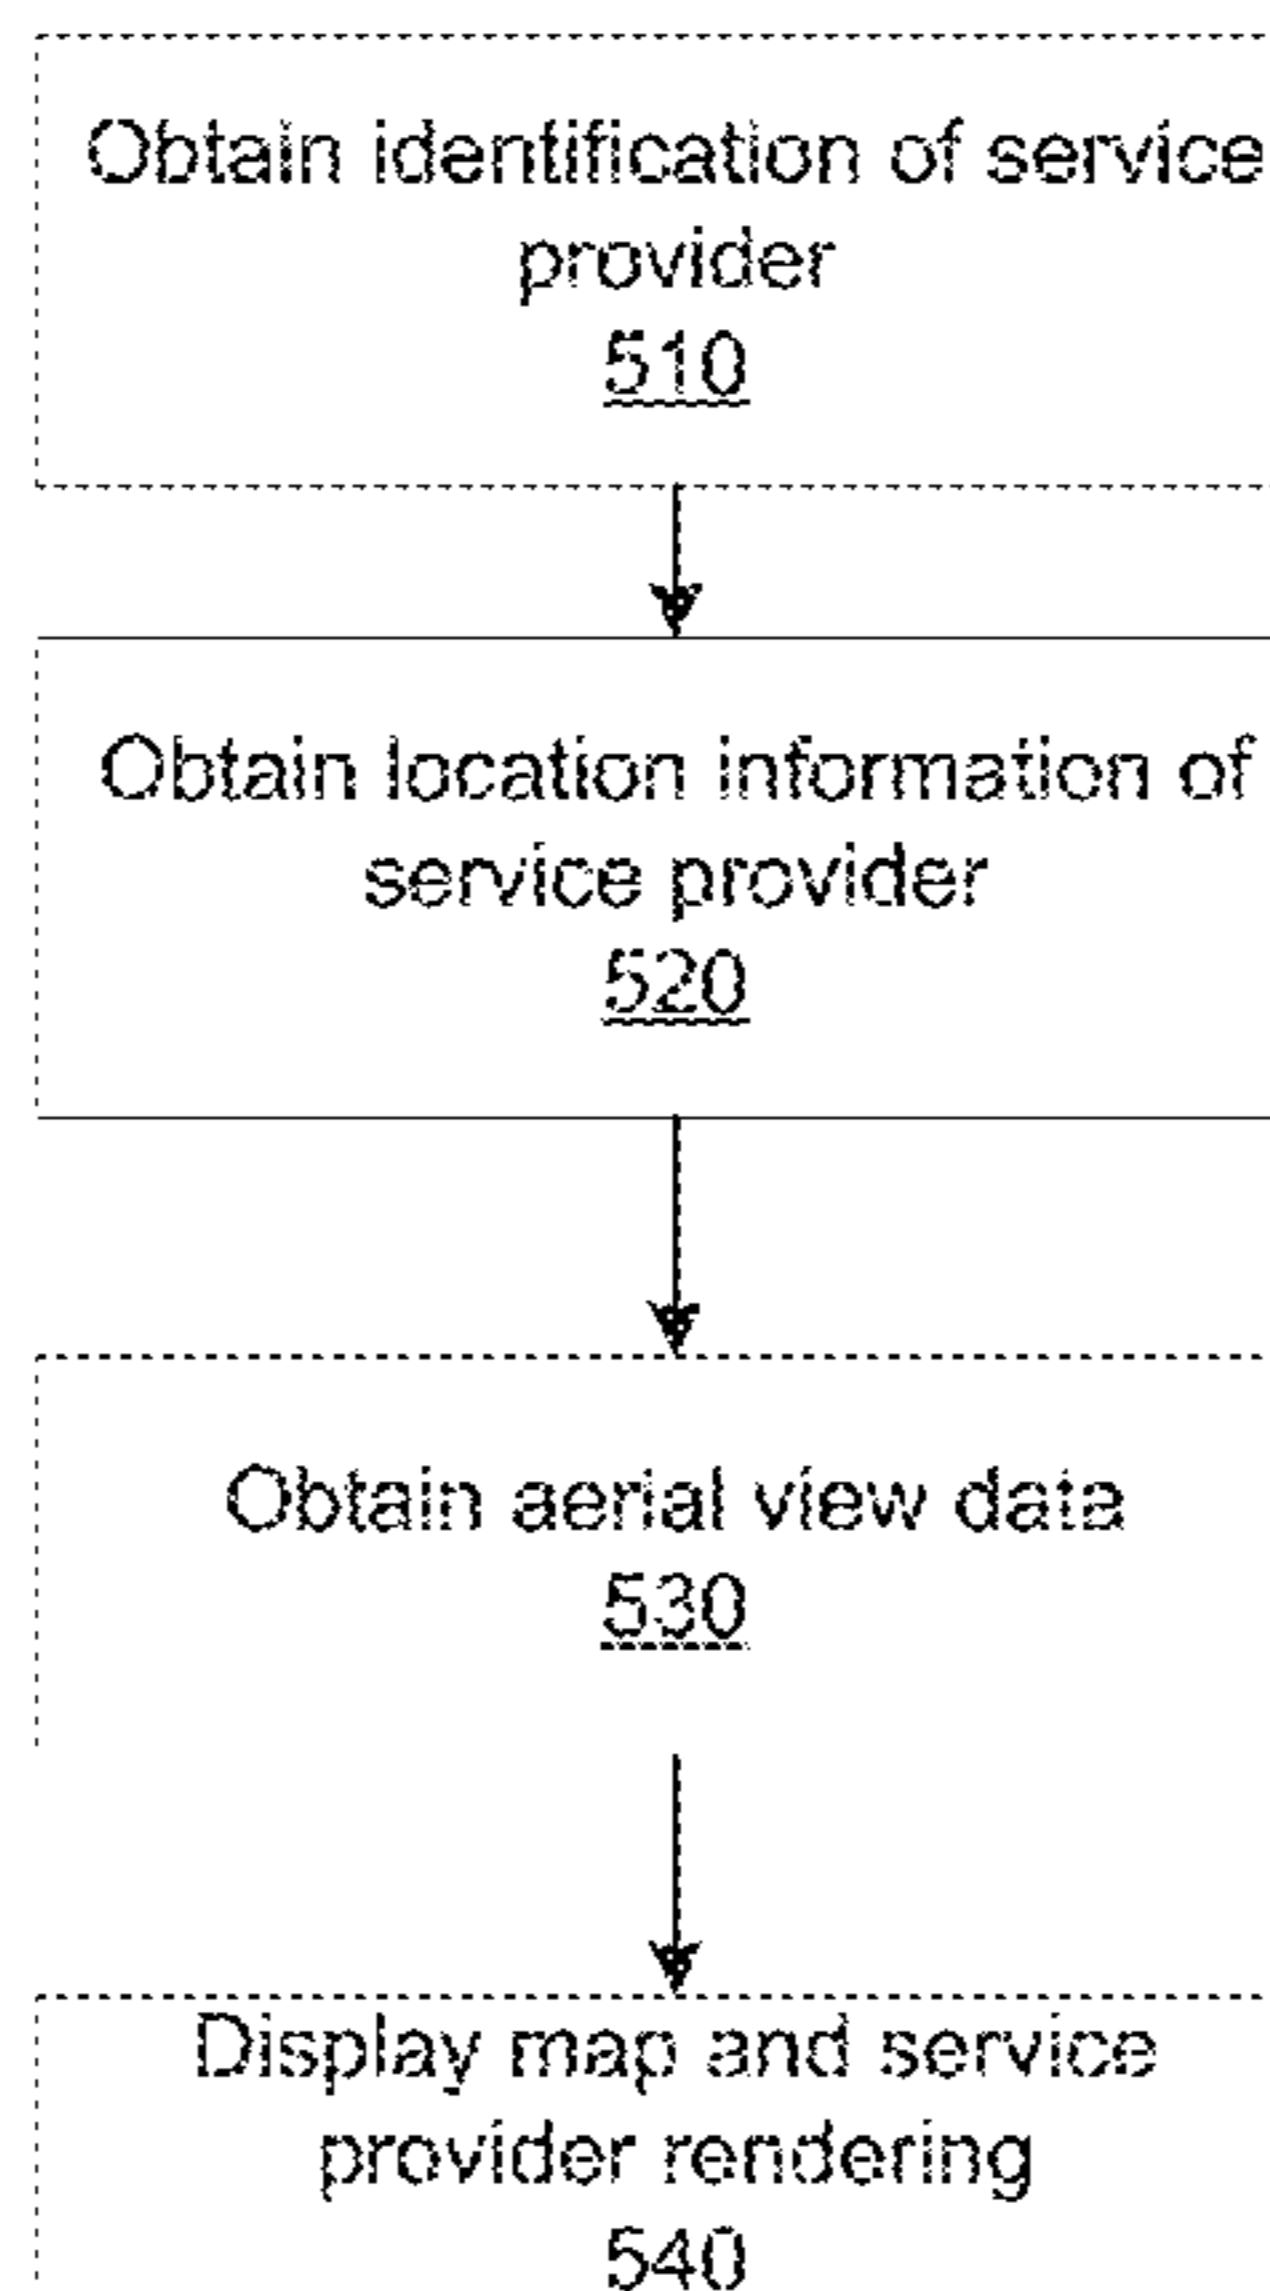 Obtain identification of service
provider
510
Obtain location information of
service provider
520
Obtain aerial view data
530
Display map and service
provider rendering
540